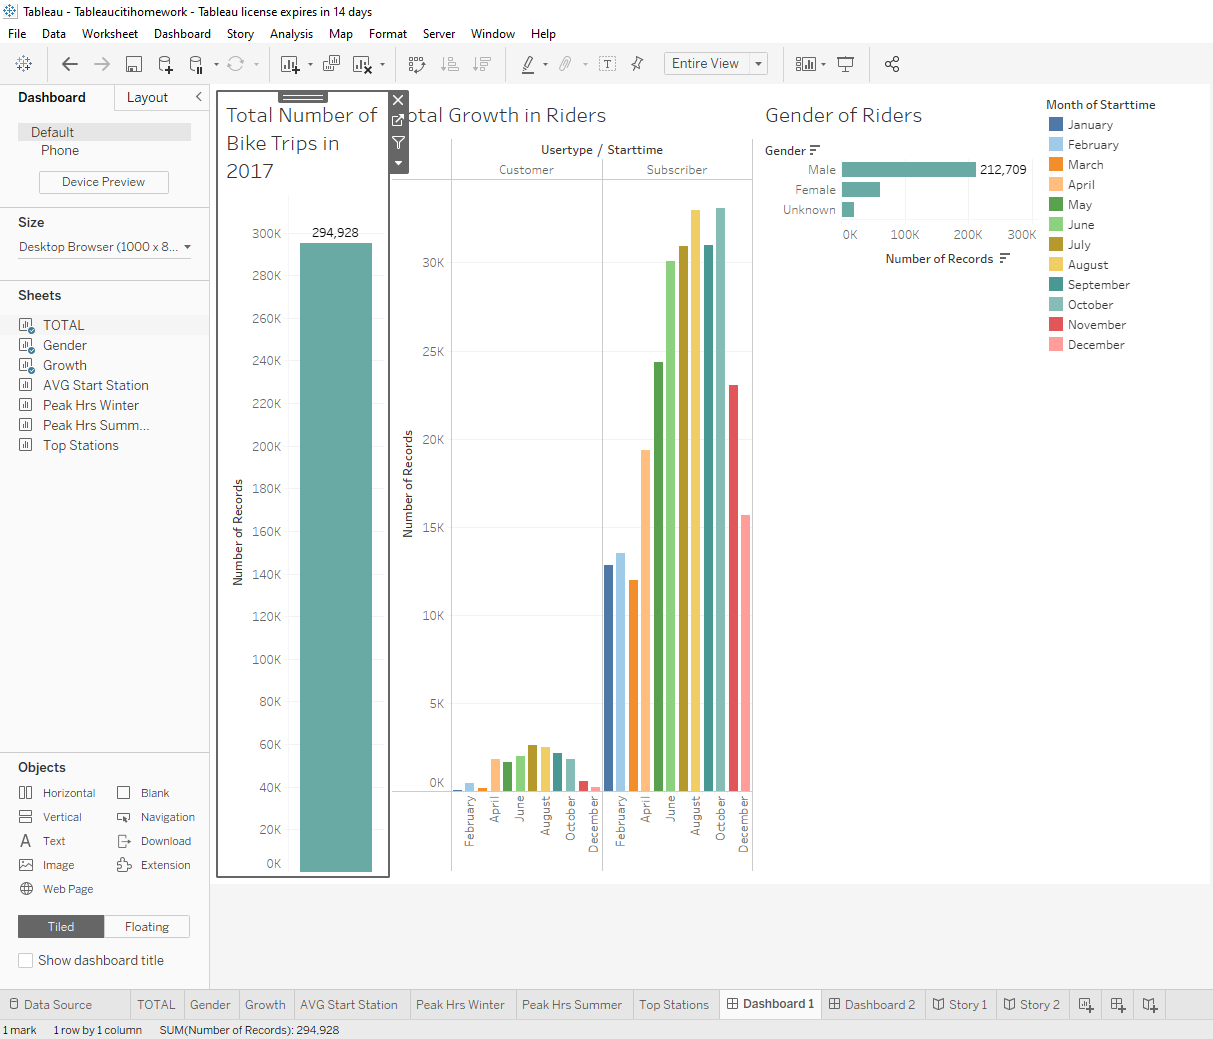 Tableau - Tableaucitihomework - Tableau license expires in 14 days
File Data Worksheet Dashboard Story Analysis Map Format Server Window Help
Entire View
Dashboard Layout
Default
Phone
Device Preview
Size
Desktop Browser (1000 x 8...
Sheets
TOTAL
Gender
Growth
AVG Start Station
Peak Hrs Winter
Peak Hrs Summ...
Top Stations
Objects
Horizontal Blank
Vertical Navigation
Text Download
Image Extension
Web Page
Tiled Floating
Show dashboard title
Total Number of
Bike Trips in
2017
294,928
300K
280K
260K
240K
220K
200K
180K
160K
140K
120K
100K
80K
60K
40K
20K
0K
Number of Records
otal Growth in Riders
Usertype / Starttime
Customer Subscriber
30K
25K
20K
15K
10K
5K
0K
Number of Records
February April June August October December February April June August October December
Gender of Riders
Gender
Male 212,709
Female
Unknown
0K 100K 200K 300K
Number of Records
Month of Starttime
January
February
March
April
May
June
July
August
September
October
November
December
Data Source TOTAL Gender Growth AVG Start Station Peak Hrs Winter Peak Hrs Summer Top Stations Dashboard 1 Dashboard 2 Story 1 Story 2
1 mark 1 row by 1 column SUM(Number of Records): 294,928